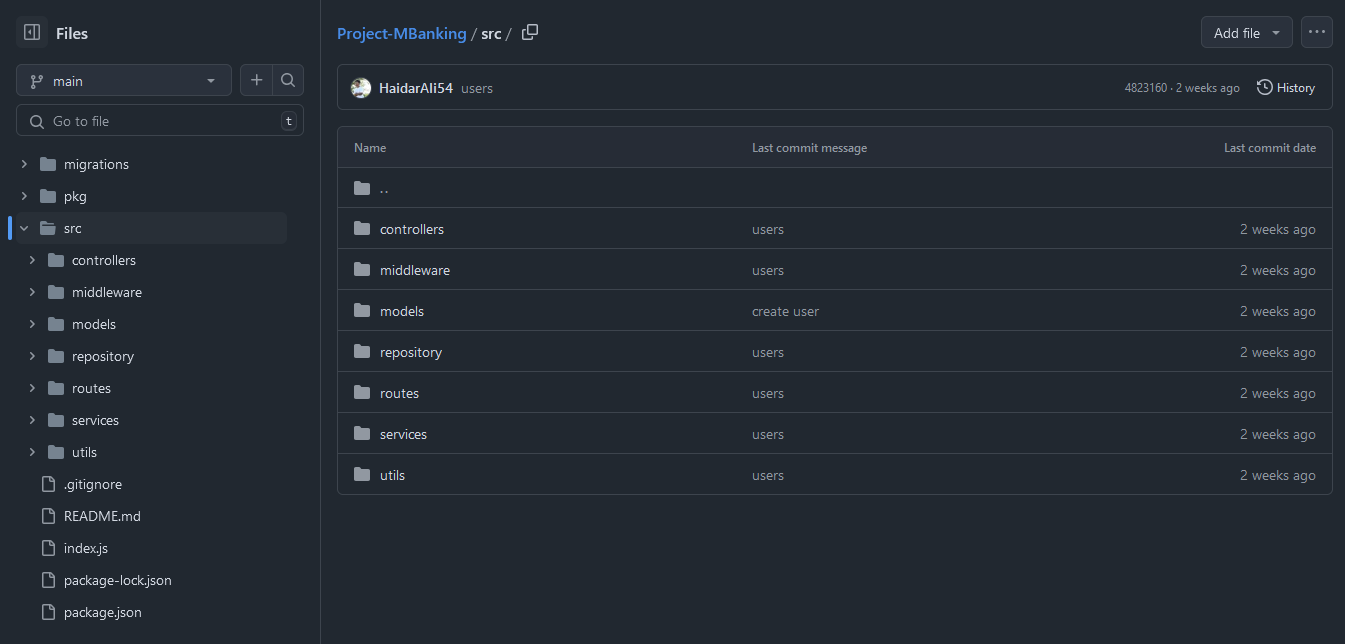 Files
main
Go to file
t
migrations
pkg
src
controllers
middleware
models
repository
routes
services
utils
.gitignore
README.md
index.js
package-lock.json
package.json
Project-MBanking / src /
Add file
HaidarAli54 users
4823160 · 2 weeks ago
History
Name Last commit message Last commit date
..
controllers users 2 weeks ago
middleware users 2 weeks ago
models create user 2 weeks ago
repository users 2 weeks ago
routes users 2 weeks ago
services users 2 weeks ago
utils users 2 weeks ago